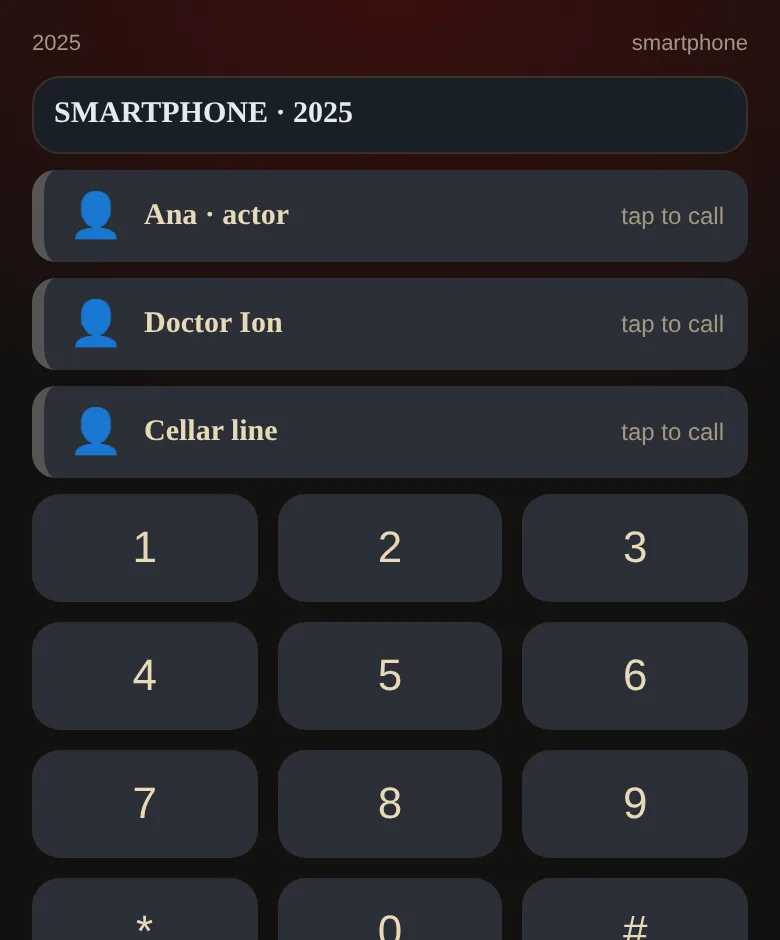 2025 smartphone
SMARTPHONE · 2025
Ana · actor tap to call
Doctor Ion tap to call
Cellar line tap to call
1 2 3
4 5 6
7 8 9
* 0 #